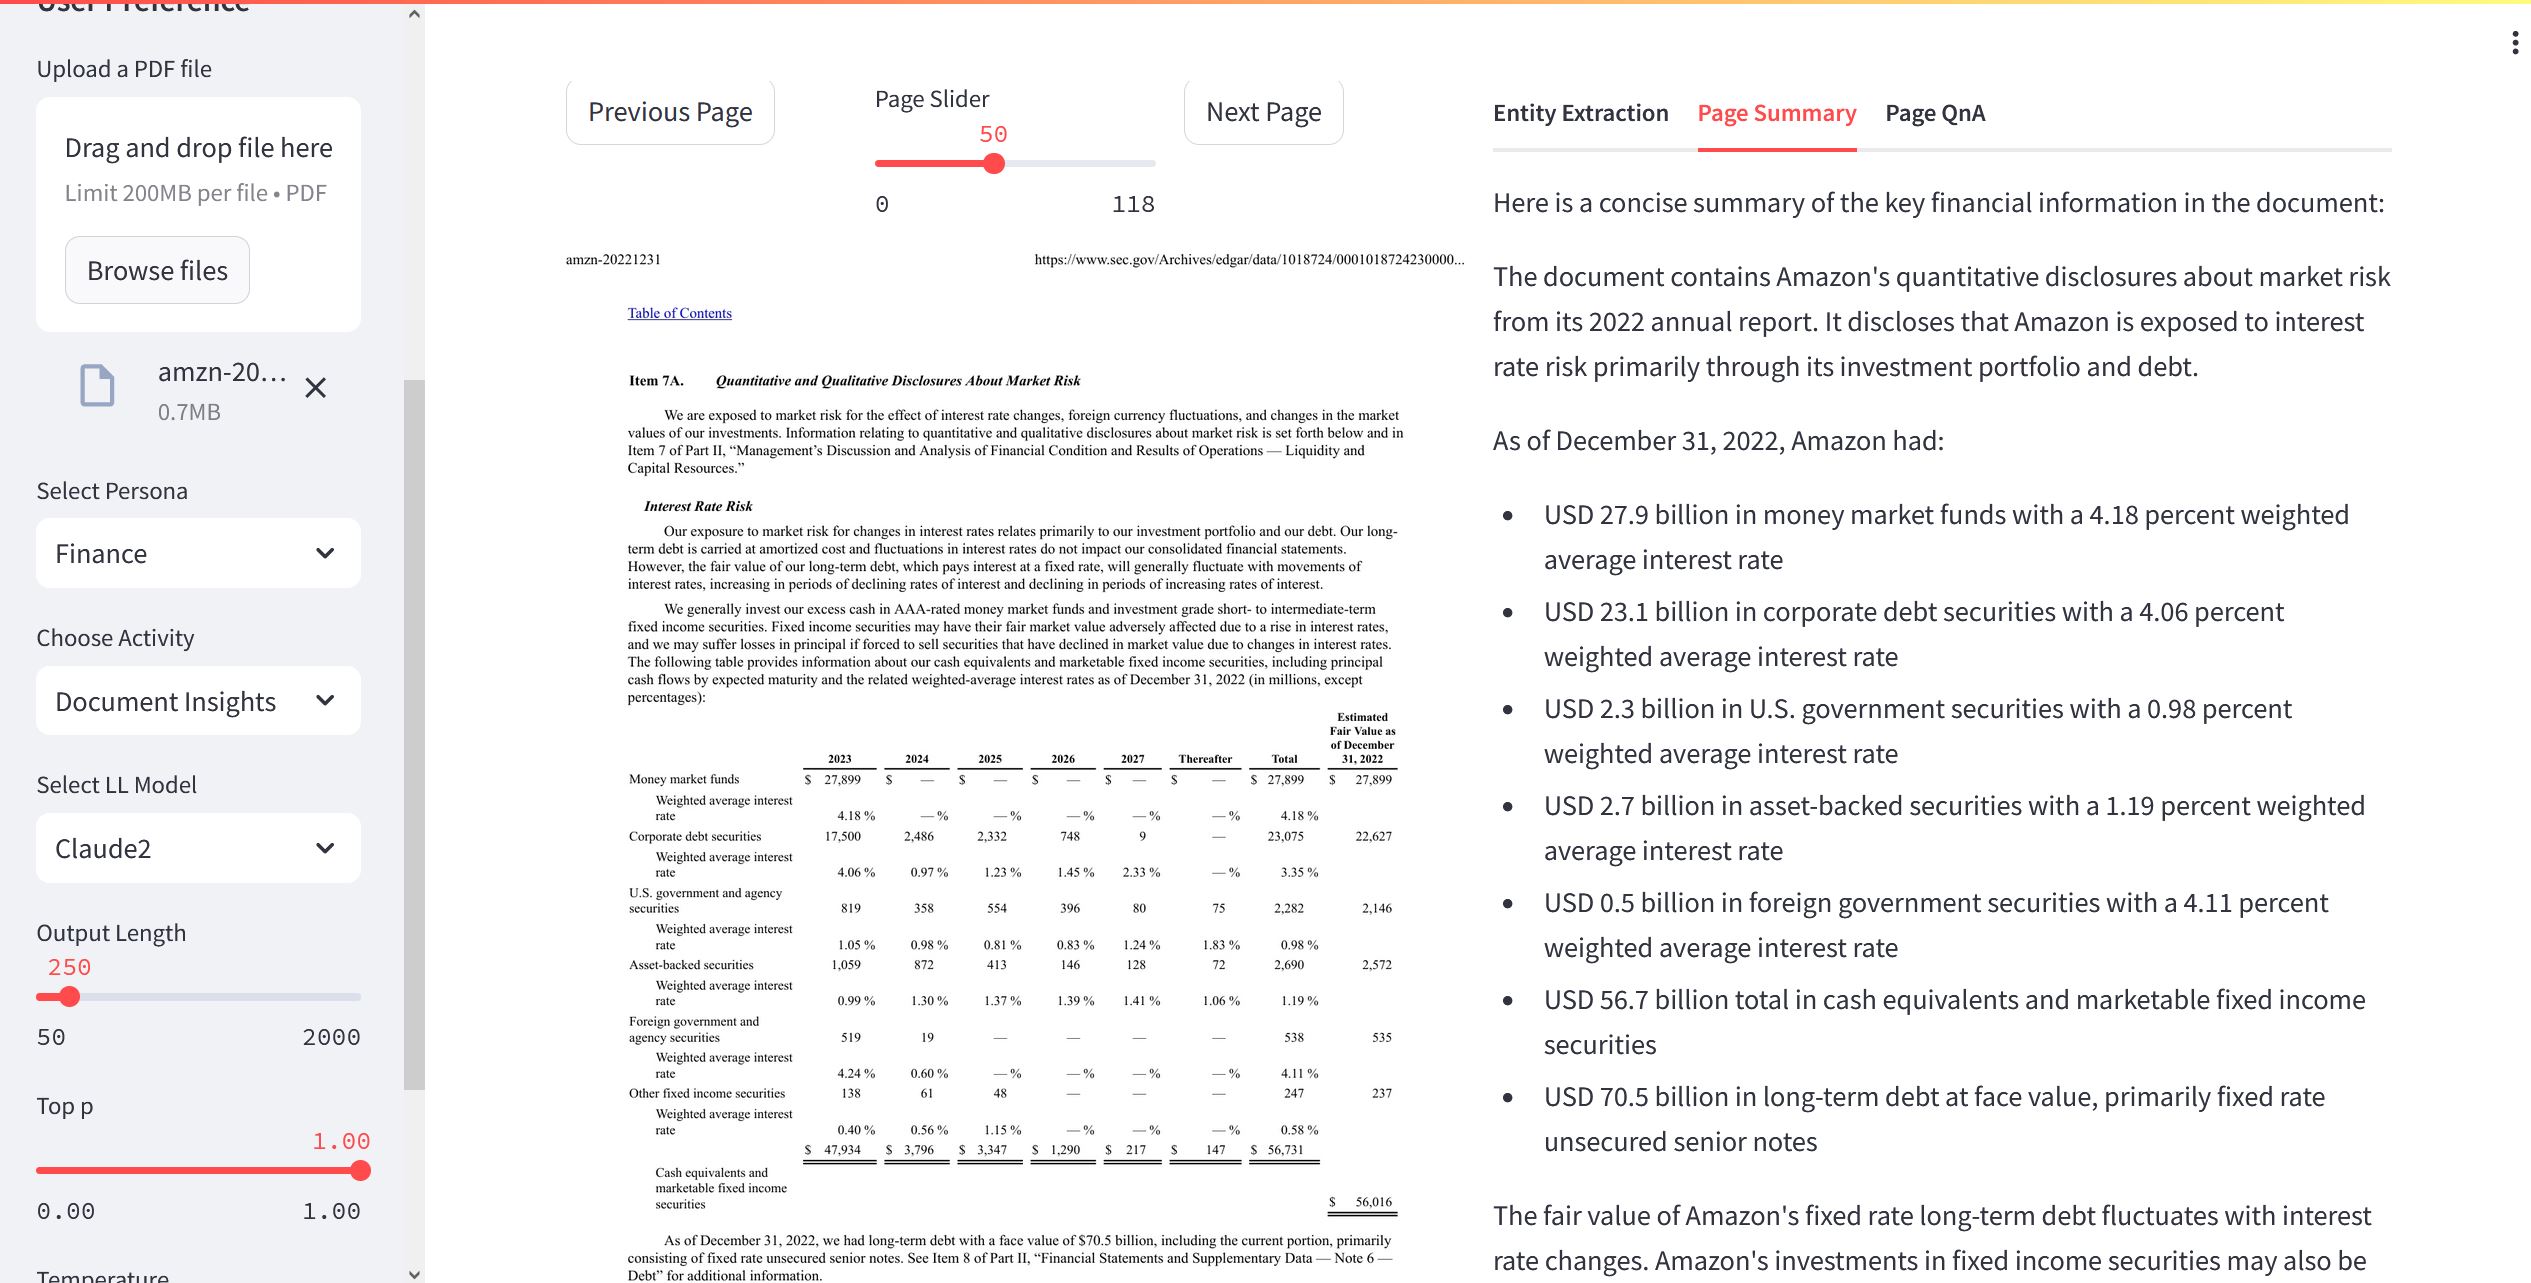 User Preference
Upload a PDF file
Drag and drop file here
Limit 200MB per file • PDF
Browse files
amzn-20...
0.7MB
Select Persona
Finance
Choose Activity
Document Insights
Select LL Model
Claude2
Output Length
250
50 2000
Top p
1.00
0.00 1.00
Temperature
Previous Page
Page Slider
50
0 118
Next Page
amzn-20221231 https://www.sec.gov/Archives/edgar/data/1018724/0001018724230000...
Table of Contents
Item 7A. Quantitative and Qualitative Disclosures About Market Risk
We are exposed to market risk for the effect of interest rate changes, foreign currency fluctuations, and changes in the market
values of our investments. Information relating to quantitative and qualitative disclosures about market risk is set forth below and in
Item 7 of Part II, “Management’s Discussion and Analysis of Financial Condition and Results of Operations — Liquidity and
Capital Resources.”
Interest Rate Risk
Our exposure to market risk for changes in interest rates relates primarily to our investment portfolio and our debt. Our long-
term debt is carried at amortized cost and fluctuations in interest rates do not impact our consolidated financial statements.
However, the fair value of our long-term debt, which pays interest at a fixed rate, will generally fluctuate with movements of
interest rates, increasing in periods of declining rates of interest and declining in periods of increasing rates of interest.
We generally invest our excess cash in AAA-rated money market funds and investment grade short- to intermediate-term
fixed income securities. Fixed income securities may have their fair market value adversely affected due to a rise in interest rates,
and we may suffer losses in principal if forced to sell securities that have declined in market value due to changes in interest rates.
The following table provides information about our cash equivalents and marketable fixed income securities, including principal
cash flows by expected maturity and the related weighted-average interest rates as of December 31, 2022 (in millions, except
percentages):
Estimated
Fair Value as
of December
2023 2024 2025 2026 2027 Thereafter Total 31, 2022
Money market funds $ 27,899 $ — $ — $ — $ — $ — $ 27,899 $ 27,899
Weighted average interest
rate 4.18 % — % — % — % — % — % 4.18 %
Corporate debt securities 17,500 2,486 2,332 748 9 — 23,075 22,627
Weighted average interest
rate 4.06 % 0.97 % 1.23 % 1.45 % 2.33 % — % 3.35 %
U.S. government and agency
securities 819 358 554 396 80 75 2,282 2,146
Weighted average interest
rate 1.05 % 0.98 % 0.81 % 0.83 % 1.24 % 1.83 % 0.98 %
Asset-backed securities 1,059 872 413 146 128 72 2,690 2,572
Weighted average interest
rate 0.99 % 1.30 % 1.37 % 1.39 % 1.41 % 1.06 % 1.19 %
Foreign government and
agency securities 519 19 — — — — 538 535
Weighted average interest
rate 4.24 % 0.60 % — % — % — % — % 4.11 %
Other fixed income securities 138 61 48 — — — 247 237
Weighted average interest
rate 0.40 % 0.56 % 1.15 % — % — % — % 0.58 %
$ 47,934 $ 3,796 $ 3,347 $ 1,290 $ 217 $ 147 $ 56,731
Cash equivalents and
marketable fixed income
securities $ 56,016
As of December 31, 2022, we had long-term debt with a face value of $70.5 billion, including the current portion, primarily
consisting of fixed rate unsecured senior notes. See Item 8 of Part II, “Financial Statements and Supplementary Data — Note 6 —
Debt” for additional information.
Entity Extraction Page Summary Page QnA
Here is a concise summary of the key financial information in the document:
The document contains Amazon's quantitative disclosures about market risk
from its 2022 annual report. It discloses that Amazon is exposed to interest
rate risk primarily through its investment portfolio and debt.
As of December 31, 2022, Amazon had:
• USD 27.9 billion in money market funds with a 4.18 percent weighted
average interest rate
• USD 23.1 billion in corporate debt securities with a 4.06 percent
weighted average interest rate
• USD 2.3 billion in U.S. government securities with a 0.98 percent
weighted average interest rate
• USD 2.7 billion in asset-backed securities with a 1.19 percent weighted
average interest rate
• USD 0.5 billion in foreign government securities with a 4.11 percent
weighted average interest rate
• USD 56.7 billion total in cash equivalents and marketable fixed income
securities
• USD 70.5 billion in long-term debt at face value, primarily fixed rate
unsecured senior notes
The fair value of Amazon's fixed rate long-term debt fluctuates with interest
rate changes. Amazon's investments in fixed income securities may also be